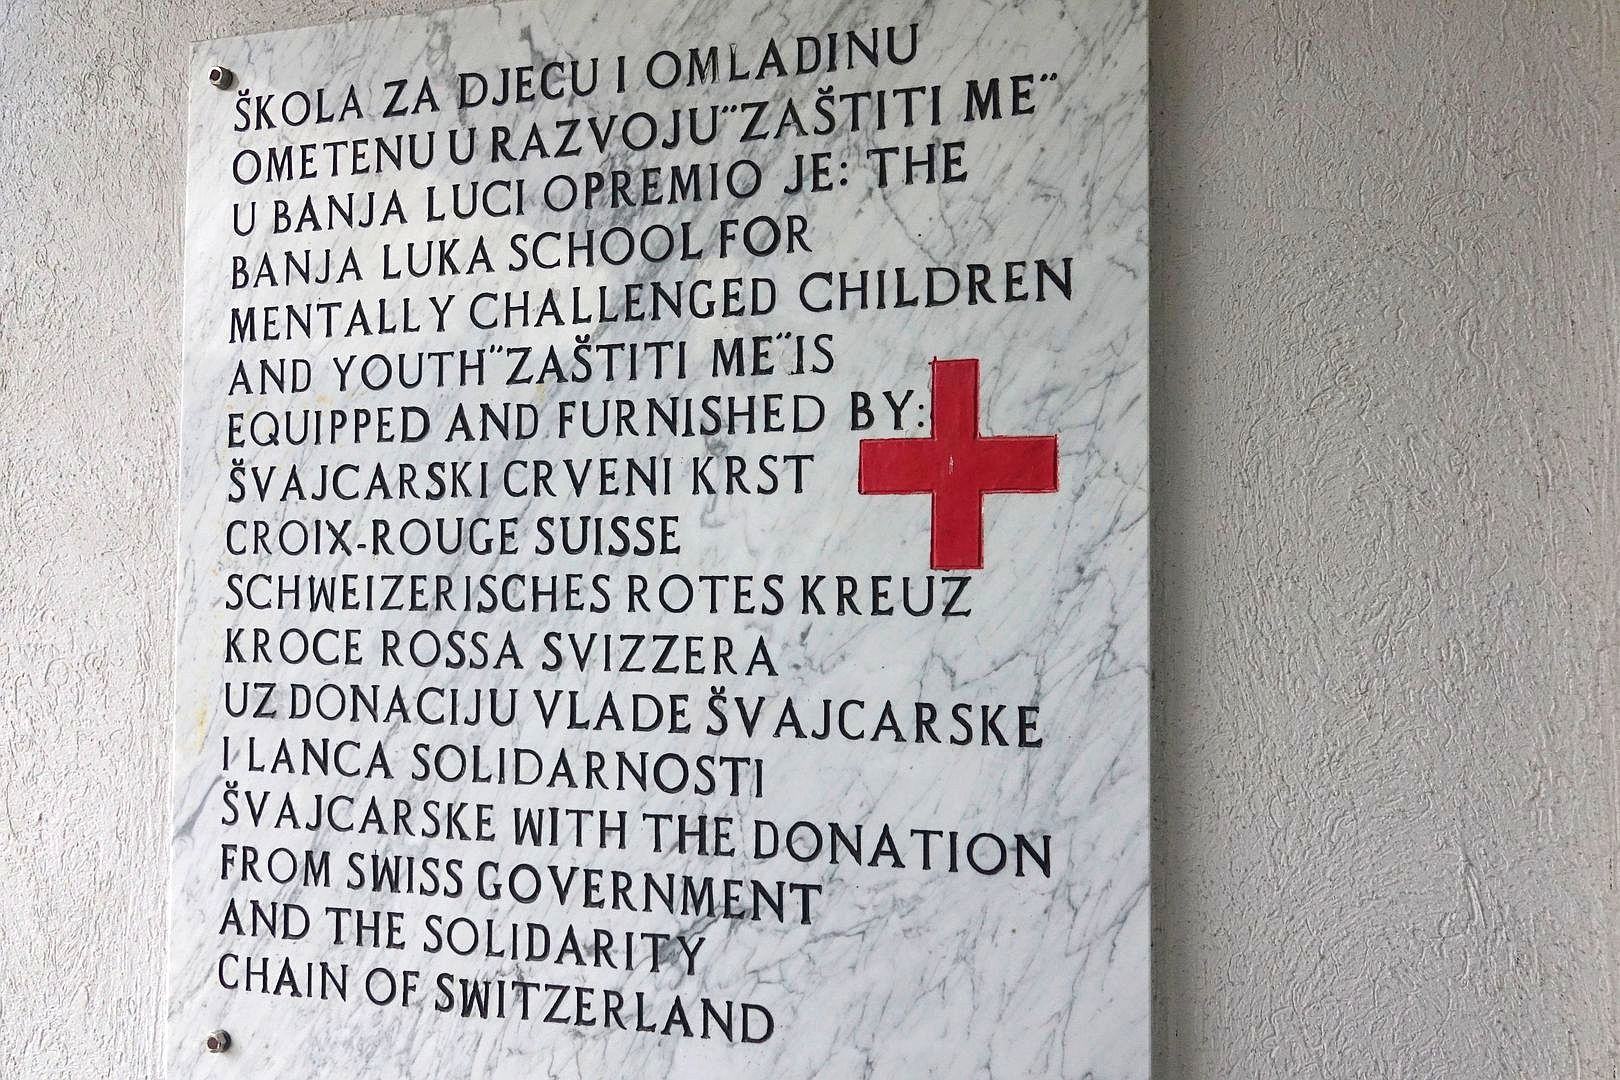 ŠKOLA ZA DJECU I OMLADINU
OMETENU U RAZVOJU"ZAŠTITI ME"
U BANJA LUCI OPREMIO JE: THE
BANJA LUKA SCHOOL FOR
MENTALLY CHALLENGED CHILDREN
AND YOUTH"ZAŠTITI ME"IS
EQUIPPED AND FURNISHED BY:
ŠVAJCARSKI CRVENI KRST
CROIX-ROUGE SUISSE
SCHWEIZERISCHES ROTES KREUZ
KROCE ROSSA SVIZZERA
UZ DONACIJU VLADE ŠVAJCARSKE
I LANCA SOLIDARNOSTI
ŠVAJCARSKE WITH THE DONATION
FROM SWISS GOVERNMENT
AND THE SOLIDARITY
CHAIN OF SWITZERLAND